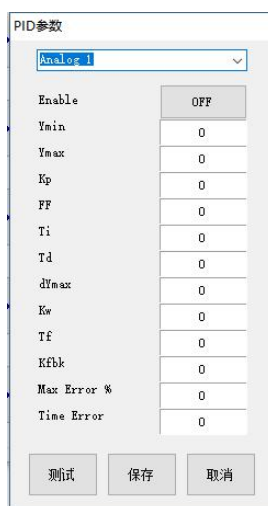 PID参数
Analog 1
Enable OFF
Ymin 0
Ymax 0
Kp 0
FF 0
Ti 0
Td 0
dYmax 0
Kw 0
Tf 0
Kfbk 0
Max Error % 0
Time Error 0
测试 保存 取消